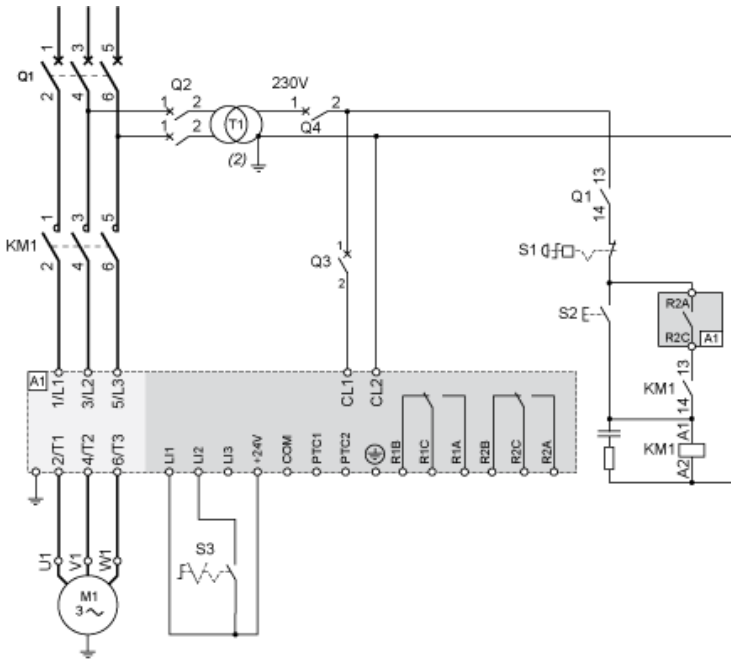 1 3 5
Q1
2 4 6
Q2
1 2
1 2
T1
(2)
230V
1 2
Q4
13
Q1
14
KM1
1 3 5
2 4 6
Q3
1
2
S1
S2
R2A
R2C
A1
13
KM1
14
A1
KM1
A2
A1
1/L1 3/L2 5/L3
CL1 CL2
2/T1 4/T2 6/T3
LI1 LI2 LI3 +24V COM PTC1 PTC2 R1B R1C R1A R2B R2C R2A
S3
U1 V1 W1
M1
3